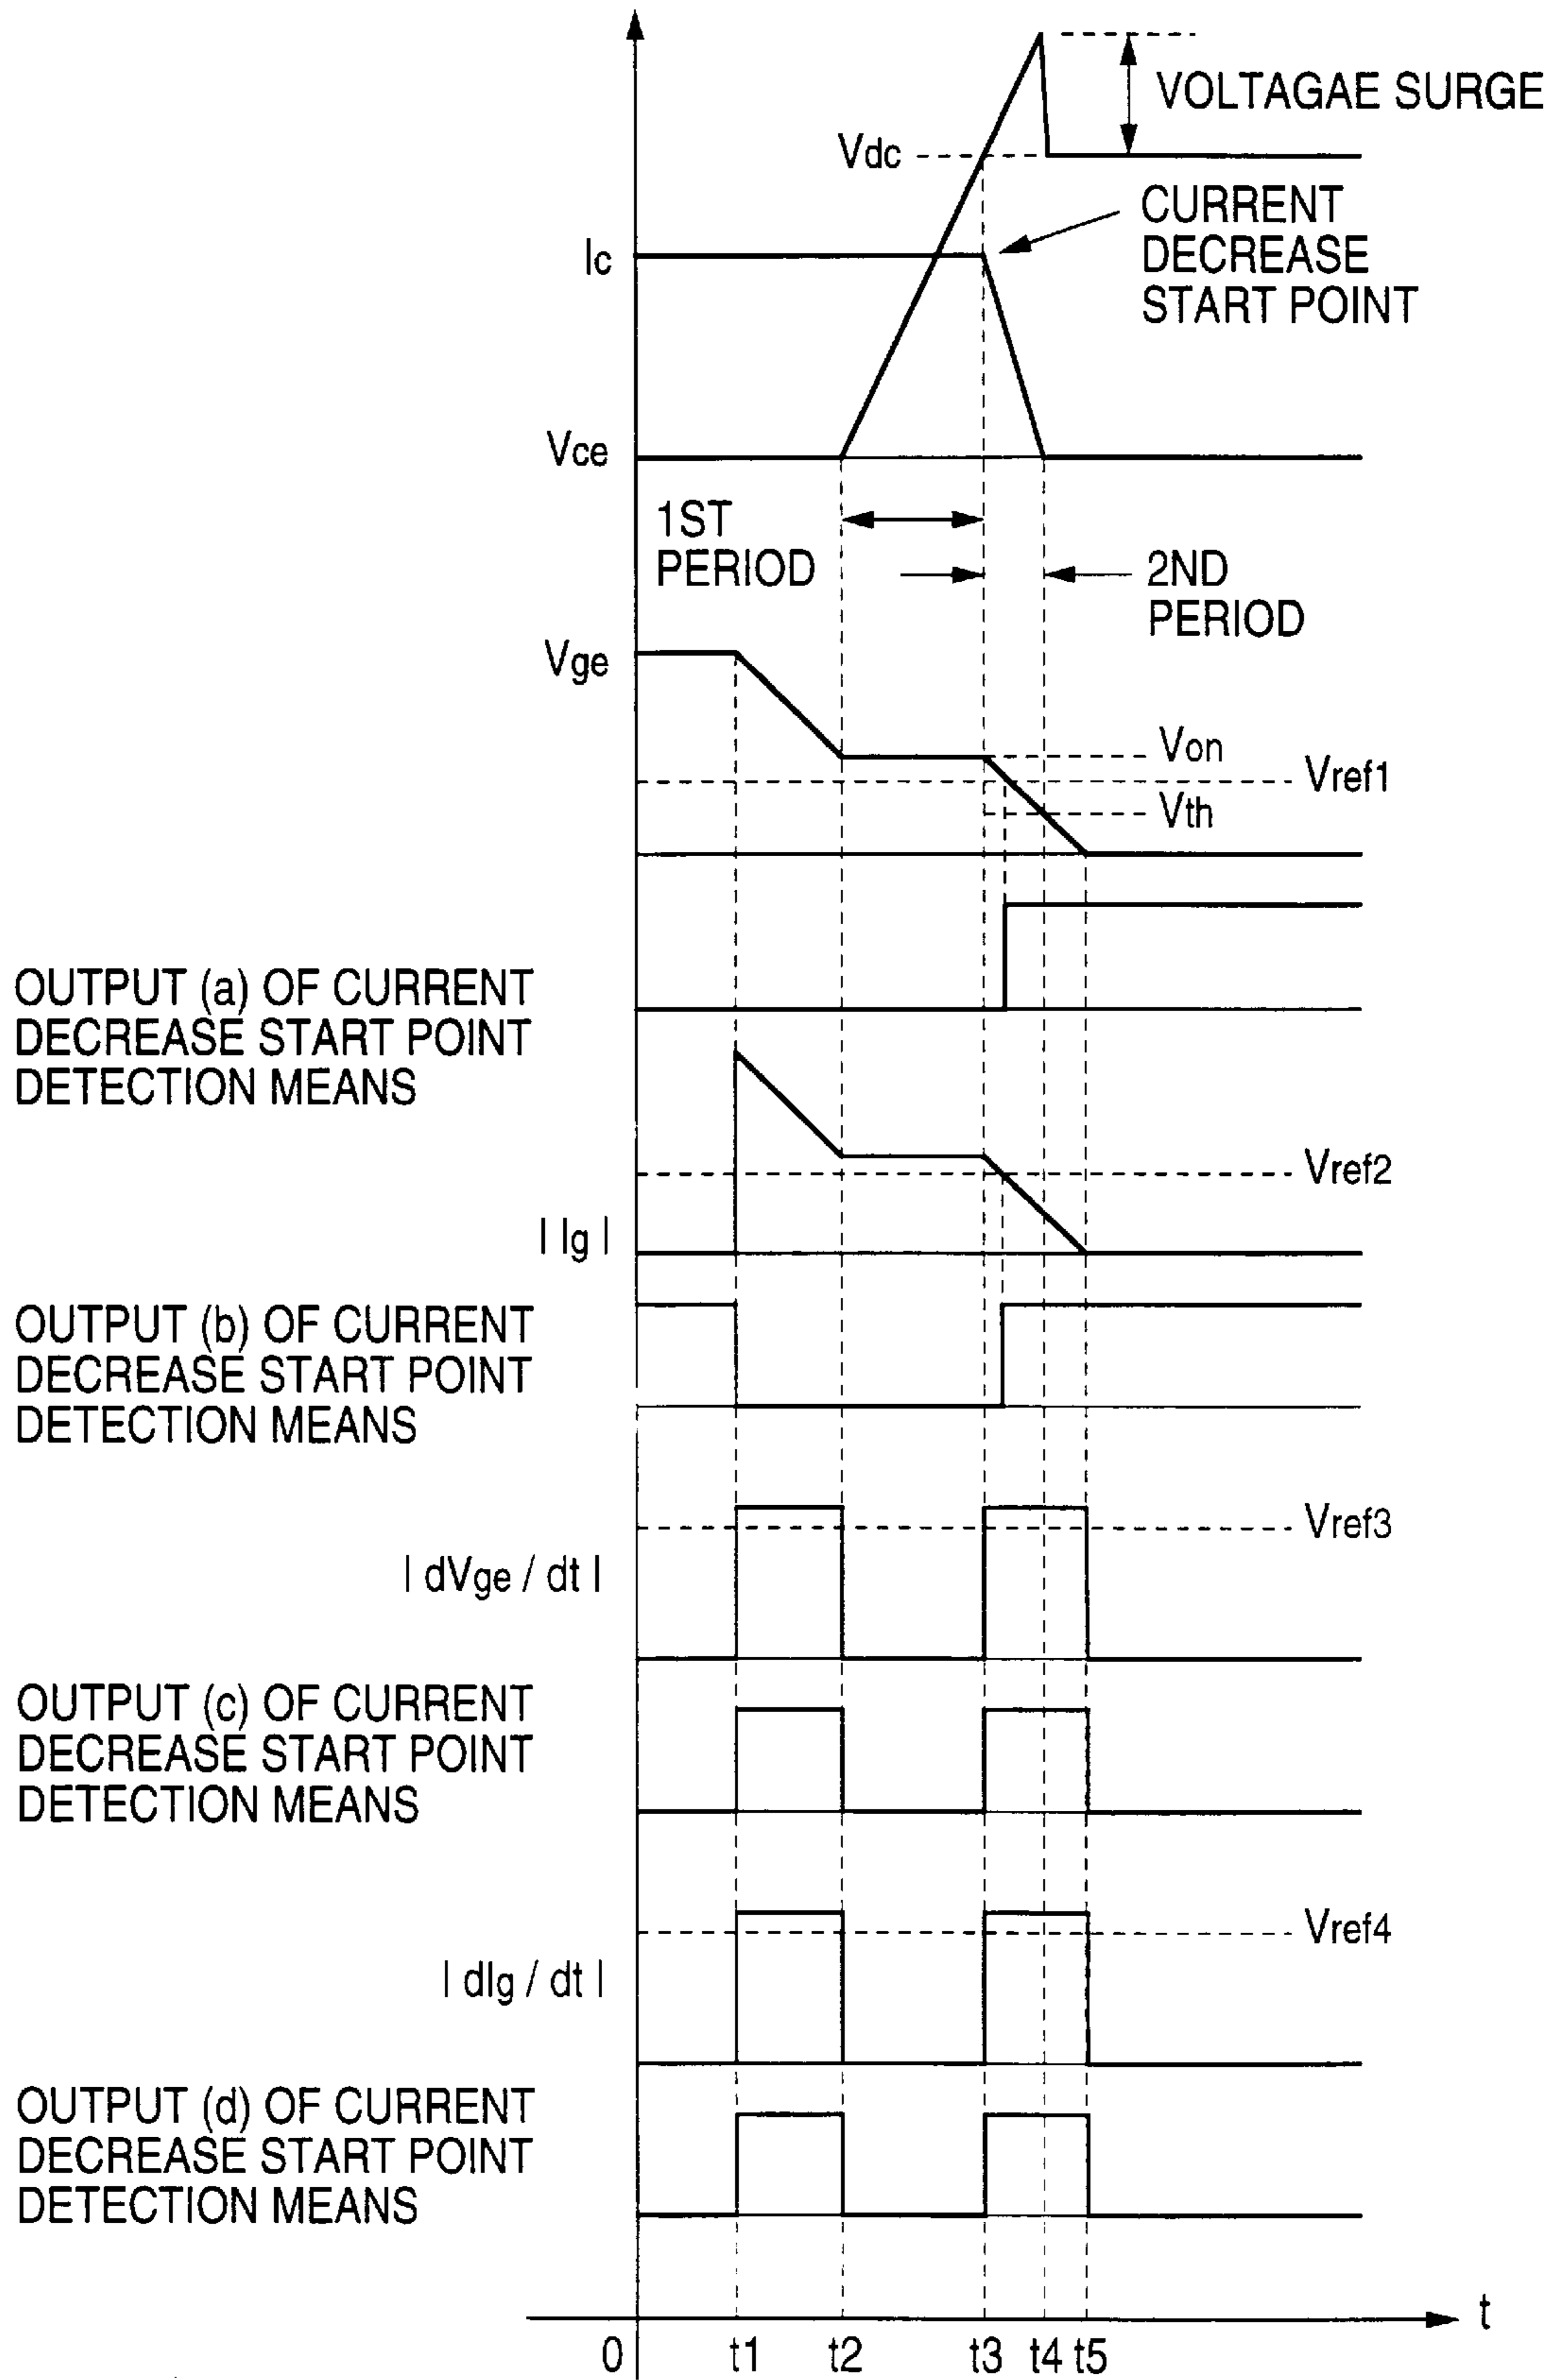 VOLTAGAE SURGE
Vdc
CURRENT
DECREASE
START POINT
Ic
Vce
1ST
PERIOD
2ND
PERIOD
Vge
Von
Vref1
Vth
OUTPUT (a) OF CURRENT
DECREASE START POINT
DETECTION MEANS
Vref2
| Ig |
OUTPUT (b) OF CURRENT
DECREASE START POINT
DETECTION MEANS
Vref3
| dVge / dt |
OUTPUT (c) OF CURRENT
DECREASE START POINT
DETECTION MEANS
Vref4
| dIg / dt |
OUTPUT (d) OF CURRENT
DECREASE START POINT
DETECTION MEANS
t
0 t1 t2 t3 t4 t5